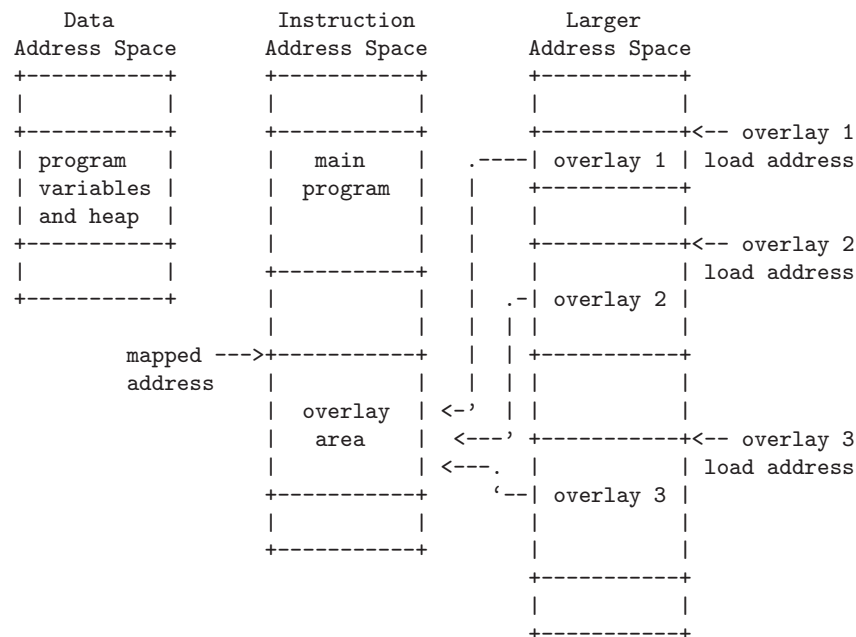 Data             Instruction           Larger
Address Space       Address Space       Address Space
+-----------+       +-----------+        +-----------+
|           |       |           |        |           |
+-----------+       +-----------+        +-----------+<-- overlay 1
| program   |       |   main    |   .----| overlay 1 | load address
| variables |       |  program  |   |    +-----------+
| and heap  |       |           |   |    |           |
+-----------+       |           |   |    +-----------+<-- overlay 2
|           |       +-----------+   |    |           | load address
+-----------+       |           |   |  .-| overlay 2 |
                    |           |   |  | |           |
         mapped --->+-----------+   |  | +-----------+
         address    |           |   |  | |           |
                    |  overlay  | <-'  | |           |
                    |   area    |  <---' +-----------+<-- overlay 3
                    |           | <---.  |           | load address
                    +-----------+     ‘--| overlay 3 |
                    |           |        |           |
                    +-----------+        |           |
                                         +-----------+
                                         |           |
                                         +-----------+